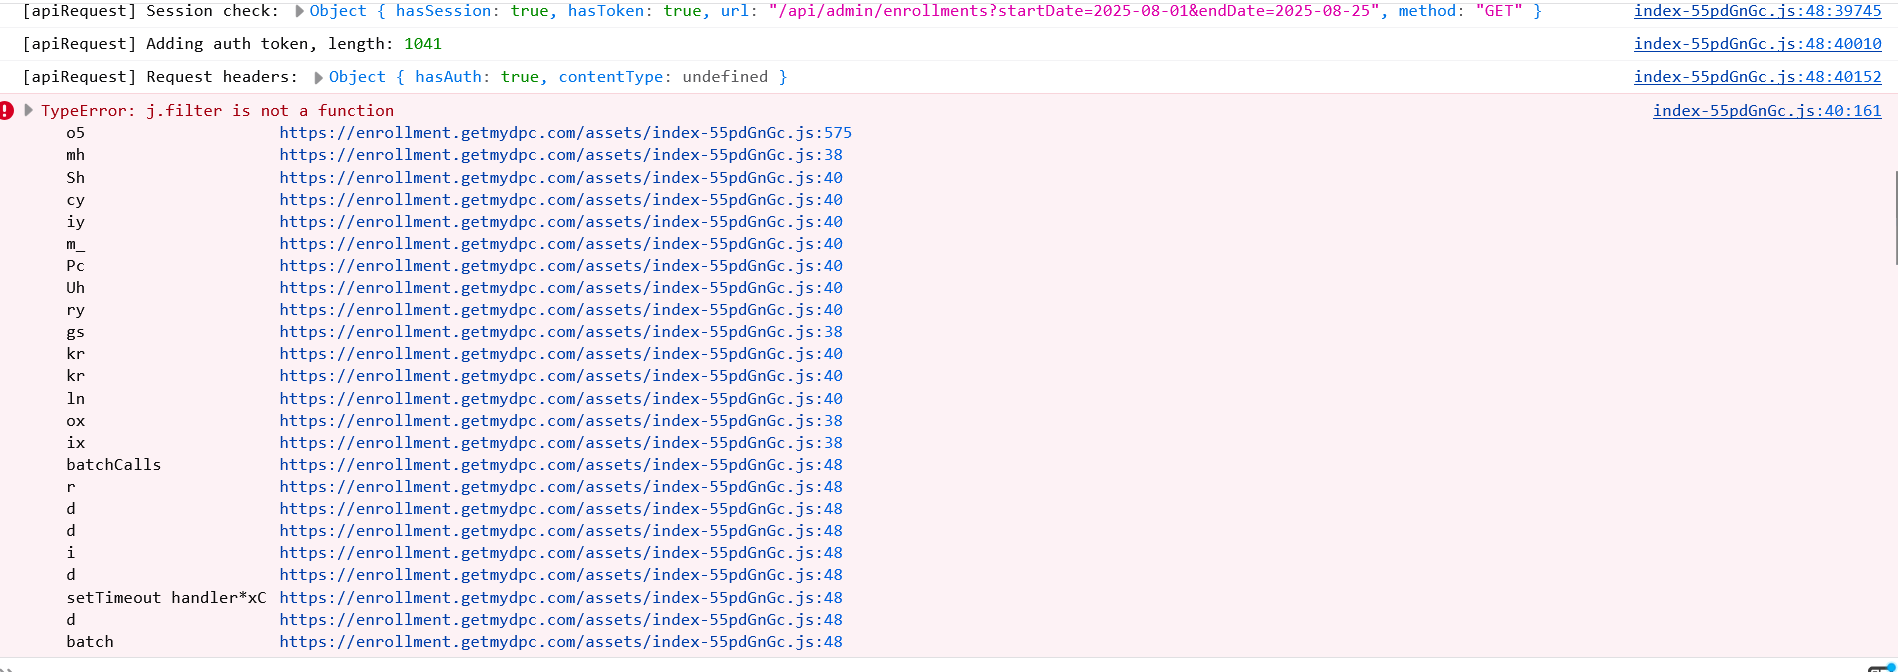 [apiRequest] Session check: Object { hasSession: true, hasToken: true, url: "/api/admin/enrollments?startDate=2025-08-01&endDate=2025-08-25", method: "GET" } index-55pdGnGc.js:48:39745
[apiRequest] Adding auth token, length: 1041 index-55pdGnGc.js:48:40010
[apiRequest] Request headers: Object { hasAuth: true, contentType: undefined } index-55pdGnGc.js:48:40152
TypeError: j.filter is not a function index-55pdGnGc.js:40:161
o5 https://enrollment.getmydpc.com/assets/index-55pdGnGc.js:575
mh https://enrollment.getmydpc.com/assets/index-55pdGnGc.js:38
Sh https://enrollment.getmydpc.com/assets/index-55pdGnGc.js:40
cy https://enrollment.getmydpc.com/assets/index-55pdGnGc.js:40
iy https://enrollment.getmydpc.com/assets/index-55pdGnGc.js:40
m_ https://enrollment.getmydpc.com/assets/index-55pdGnGc.js:40
Pc https://enrollment.getmydpc.com/assets/index-55pdGnGc.js:40
Uh https://enrollment.getmydpc.com/assets/index-55pdGnGc.js:40
ry https://enrollment.getmydpc.com/assets/index-55pdGnGc.js:40
gs https://enrollment.getmydpc.com/assets/index-55pdGnGc.js:38
kr https://enrollment.getmydpc.com/assets/index-55pdGnGc.js:40
kr https://enrollment.getmydpc.com/assets/index-55pdGnGc.js:40
ln https://enrollment.getmydpc.com/assets/index-55pdGnGc.js:40
ox https://enrollment.getmydpc.com/assets/index-55pdGnGc.js:38
ix https://enrollment.getmydpc.com/assets/index-55pdGnGc.js:38
batchCalls https://enrollment.getmydpc.com/assets/index-55pdGnGc.js:48
r https://enrollment.getmydpc.com/assets/index-55pdGnGc.js:48
d https://enrollment.getmydpc.com/assets/index-55pdGnGc.js:48
d https://enrollment.getmydpc.com/assets/index-55pdGnGc.js:48
i https://enrollment.getmydpc.com/assets/index-55pdGnGc.js:48
d https://enrollment.getmydpc.com/assets/index-55pdGnGc.js:48
setTimeout handler*xC https://enrollment.getmydpc.com/assets/index-55pdGnGc.js:48
d https://enrollment.getmydpc.com/assets/index-55pdGnGc.js:48
batch https://enrollment.getmydpc.com/assets/index-55pdGnGc.js:48